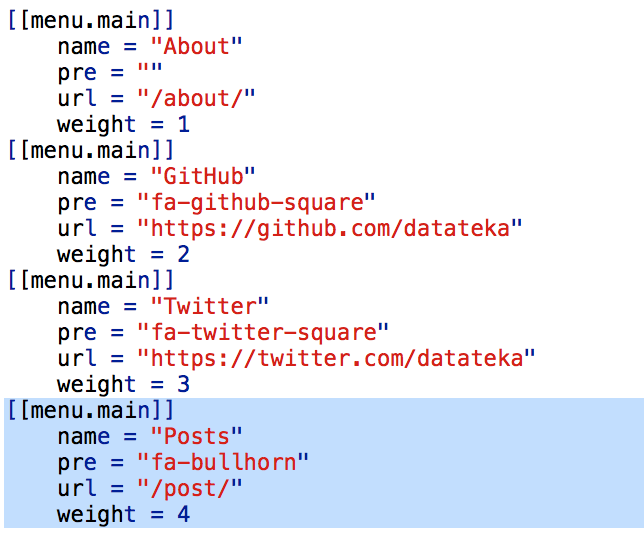 [[menu.main]]
    name = "About"
    pre = ""
    url = "/about/"
    weight = 1
[[menu.main]]
    name = "GitHub"
    pre = "fa-github-square"
    url = "https://github.com/datateka"
    weight = 2
[[menu.main]]
    name = "Twitter"
    pre = "fa-twitter-square"
    url = "https://twitter.com/datateka"
    weight = 3
[[menu.main]]
    name = "Posts"
    pre = "fa-bullhorn"
    url = "/post/"
    weight = 4